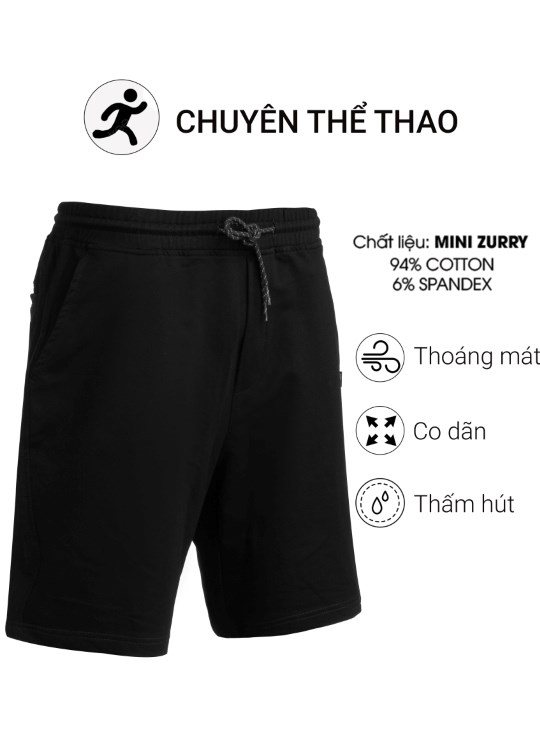 CHUYÊN THỂ THAO
Chất liệu: MINI ZURRY
94% COTTON
6% SPANDEX
Thoáng mát
Co dãn
Thấm hút